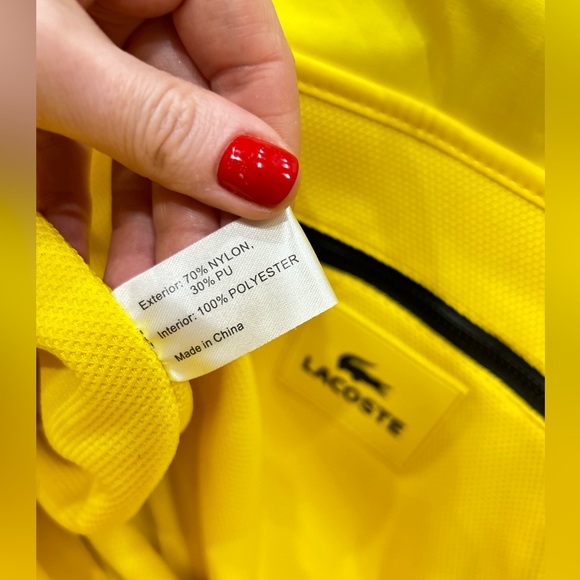 Exterior: 70% NYLON,
30% PU
Interior: 100% POLYESTER
Made in China
LACOSTE